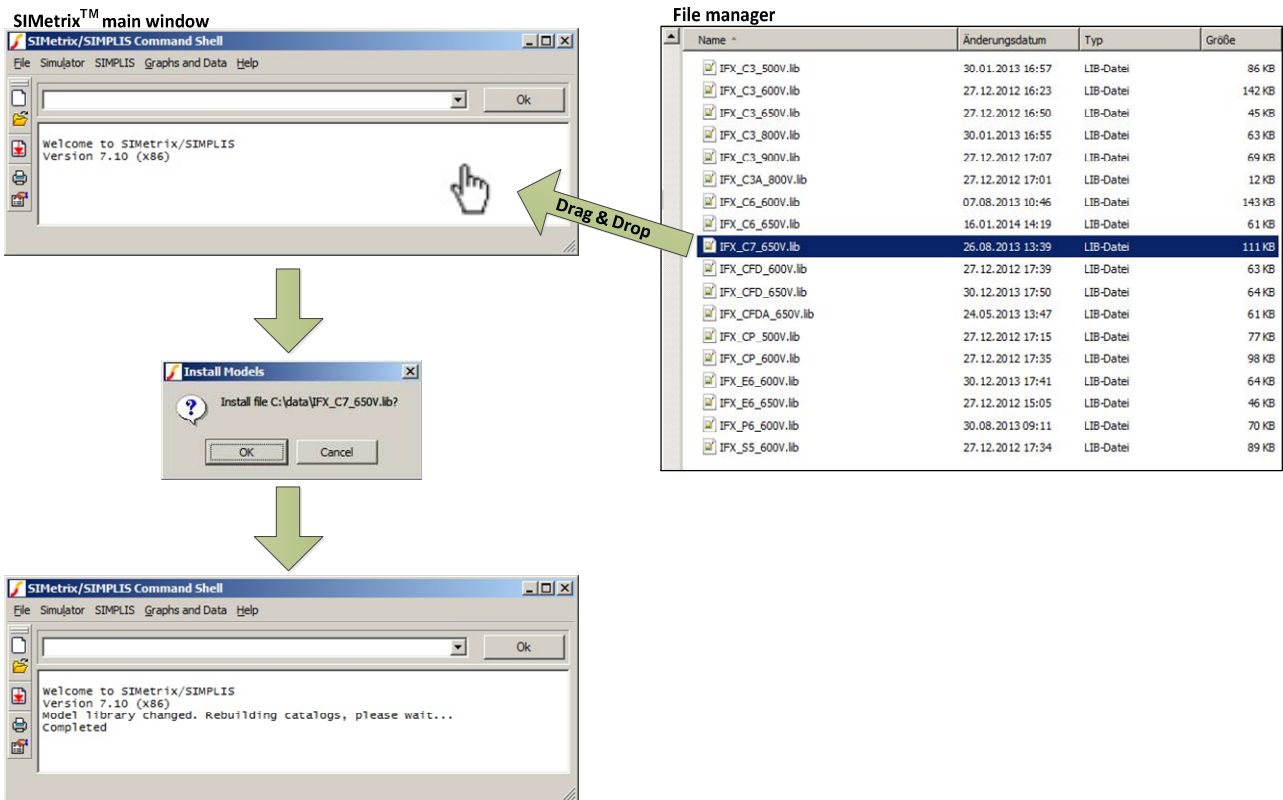 SIMetrix™ main window
SIMetrix/SIMPLIS Command Shell
File Simulator SIMPLIS Graphs and Data Help
Ok
Welcome to SIMetrix/SIMPLIS
Version 7.10 (x86)
Drag & Drop
File manager
Name Änderungsdatum Typ Größe
IFX_C3_500V.lib 30.01.2013 16:57 LIB-Datei 86 KB
IFX_C3_600V.lib 27.12.2012 16:23 LIB-Datei 142 KB
IFX_C3_650V.lib 27.12.2012 16:50 LIB-Datei 45 KB
IFX_C3_800V.lib 30.01.2013 16:55 LIB-Datei 63 KB
IFX_C3_900V.lib 27.12.2012 17:07 LIB-Datei 69 KB
IFX_C3A_800V.lib 27.12.2012 17:01 LIB-Datei 12 KB
IFX_C6_600V.lib 07.08.2013 10:46 LIB-Datei 143 KB
IFX_C6_650V.lib 16.01.2014 14:19 LIB-Datei 61 KB
IFX_C7_650V.lib 26.08.2013 13:39 LIB-Datei 111 KB
IFX_CFD_600V.lib 27.12.2012 17:39 LIB-Datei 63 KB
IFX_CFD_650V.lib 30.12.2013 17:50 LIB-Datei 64 KB
IFX_CFDA_650V.lib 24.05.2013 13:47 LIB-Datei 61 KB
IFX_CP_500V.lib 27.12.2012 17:15 LIB-Datei 77 KB
IFX_CP_600V.lib 27.12.2012 17:35 LIB-Datei 98 KB
IFX_E6_600V.lib 30.12.2013 17:41 LIB-Datei 64 KB
IFX_E6_650V.lib 27.12.2012 15:05 LIB-Datei 46 KB
IFX_P6_600V.lib 30.08.2013 09:11 LIB-Datei 70 KB
IFX_S5_600V.lib 27.12.2012 17:34 LIB-Datei 89 KB
Install Models
Install file C:\data\IFX_C7_650V.lib?
OK Cancel
SIMetrix/SIMPLIS Command Shell
File Simulator SIMPLIS Graphs and Data Help
Ok
Welcome to SIMetrix/SIMPLIS
Version 7.10 (x86)
Model library changed. Rebuilding catalogs, please wait...
Completed